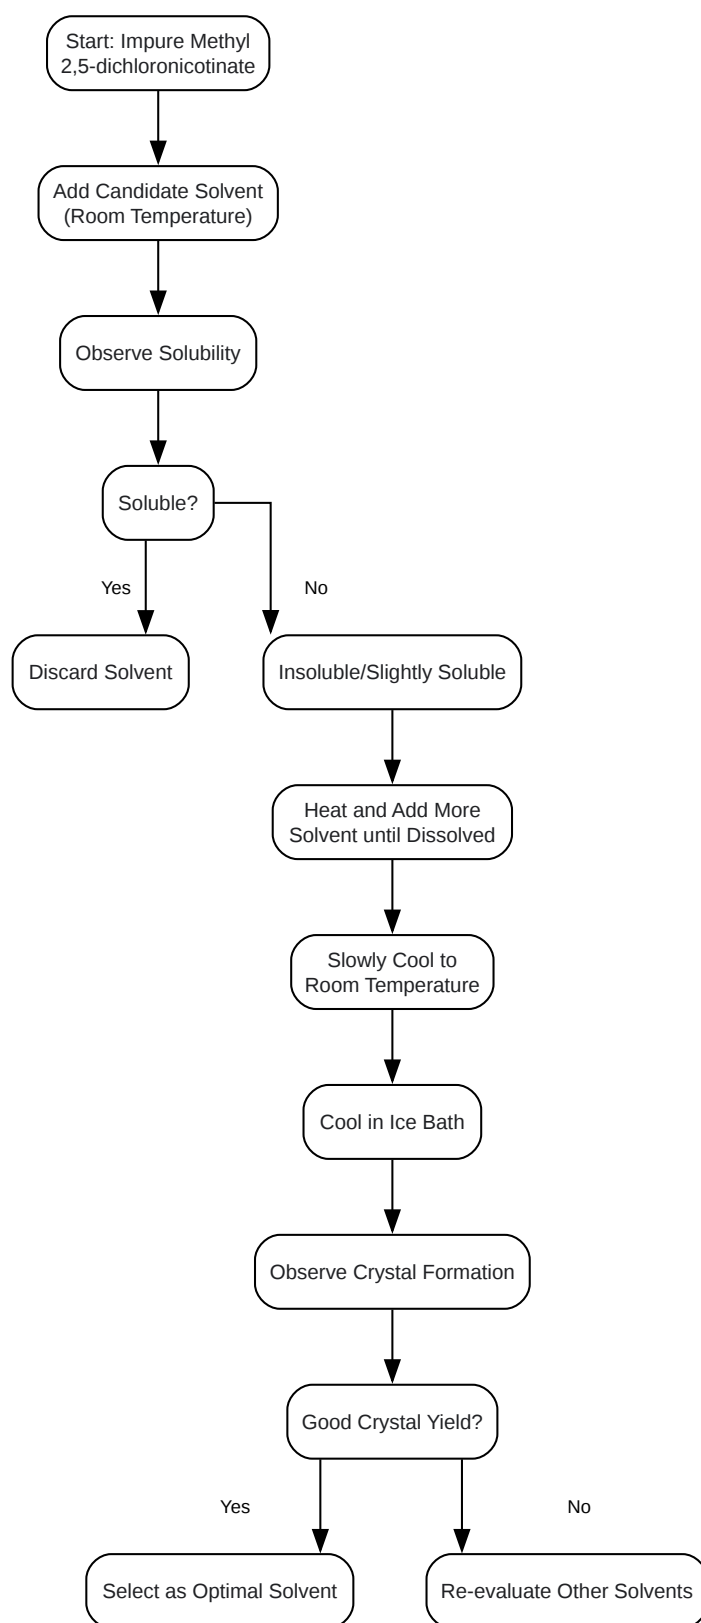 Start: Impure Methyl
2,5-dichloronicotinate
Add Candidate Solvent
(Room Temperature)
Observe Solubility
Soluble?
Yes
No
Discard Solvent
Insoluble/Slightly Soluble
Heat and Add More
Solvent until Dissolved
Slowly Cool to
Room Temperature
Cool in Ice Bath
Observe Crystal Formation
Good Crystal Yield?
Yes
No
Select as Optimal Solvent
Re-evaluate Other Solvents